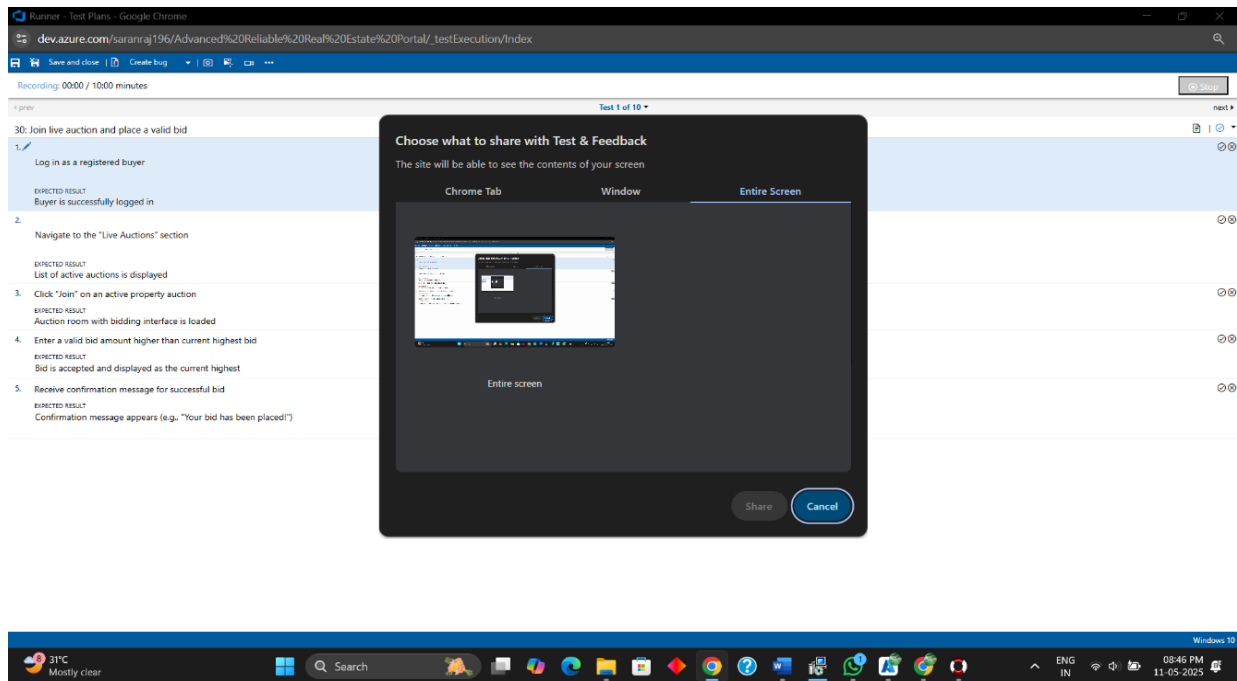 Runner - Test Plans - Google Chrome
dev.azure.com/saranraj196/Advanced%20Reliable%20Real%20Estate%20Portal/_testExecution/Index
Save and close
Create bug
Recording: 00:00 / 10:00 minutes
Stop
prev
Test 1 of 10
next
30: Join live auction and place a valid bid
1.
Log in as a registered buyer
EXPECTED RESULT
Buyer is successfully logged in
2.
Navigate to the "Live Auctions" section
EXPECTED RESULT
List of active auctions is displayed
3. Click "Join" on an active property auction
EXPECTED RESULT
Auction room with bidding interface is loaded
4. Enter a valid bid amount higher than current highest bid
EXPECTED RESULT
Bid is accepted and displayed as the current highest
5. Receive confirmation message for successful bid
EXPECTED RESULT
Confirmation message appears (e.g., "Your bid has been placed!")
Choose what to share with Test & Feedback
The site will be able to see the contents of your screen
Chrome Tab
Window
Entire Screen
Entire screen
Share
Cancel
Windows 10
8
31°C
Mostly clear
Search
1
ENG
IN
08:46 PM
11-05-2025